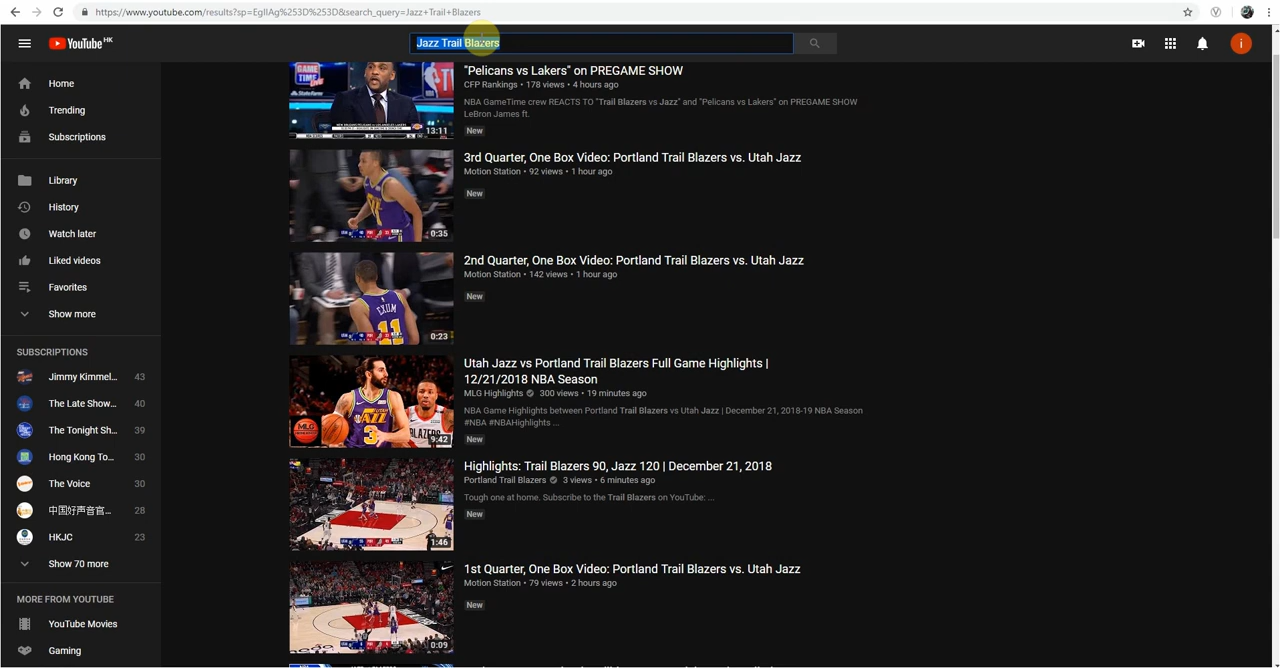 https://www.youtube.com/results?sp=EgIIAg%253D%253D&search_query=Jazz+Trail+Blazers
YouTube HK
Jazz Trail Blazers
i
Home
Trending
Subscriptions
Library
History
Watch later
Liked videos
Favorites
Show more
SUBSCRIPTIONS
Jimmy Kimmel... 43
The Late Show... 40
The Tonight Sh... 39
Hong Kong To... 30
The Voice 30
中国好声音官... 28
HKJC 23
Show 70 more
MORE FROM YOUTUBE
YouTube Movies
Gaming
GAME TIME
13:11
"Pelicans vs Lakers" on PREGAME SHOW
CFP Rankings • 178 views • 4 hours ago
NBA GameTime crew REACTS TO "Trail Blazers vs Jazz" and "Pelicans vs Lakers" on PREGAME SHOW
LeBron James ft.
New
0:35
3rd Quarter, One Box Video: Portland Trail Blazers vs. Utah Jazz
Motion Station • 92 views • 1 hour ago
New
EXUM
11
0:23
2nd Quarter, One Box Video: Portland Trail Blazers vs. Utah Jazz
Motion Station • 142 views • 1 hour ago
New
JAZZ
3
BLAZERS
MLG
9:42
Utah Jazz vs Portland Trail Blazers Full Game Highlights |
12/21/2018 NBA Season
MLG Highlights 300 views • 19 minutes ago
NBA Game Highlights between Portland Trail Blazers vs Utah Jazz | December 21, 2018-19 NBA Season
#NBA #NBAHighlights ...
New
1:46
Highlights: Trail Blazers 90, Jazz 120 | December 21, 2018
Portland Trail Blazers 3 views • 6 minutes ago
Tough one at home. Subscribe to the Trail Blazers on YouTube: ...
New
0:09
1st Quarter, One Box Video: Portland Trail Blazers vs. Utah Jazz
Motion Station • 79 views • 2 hours ago
New